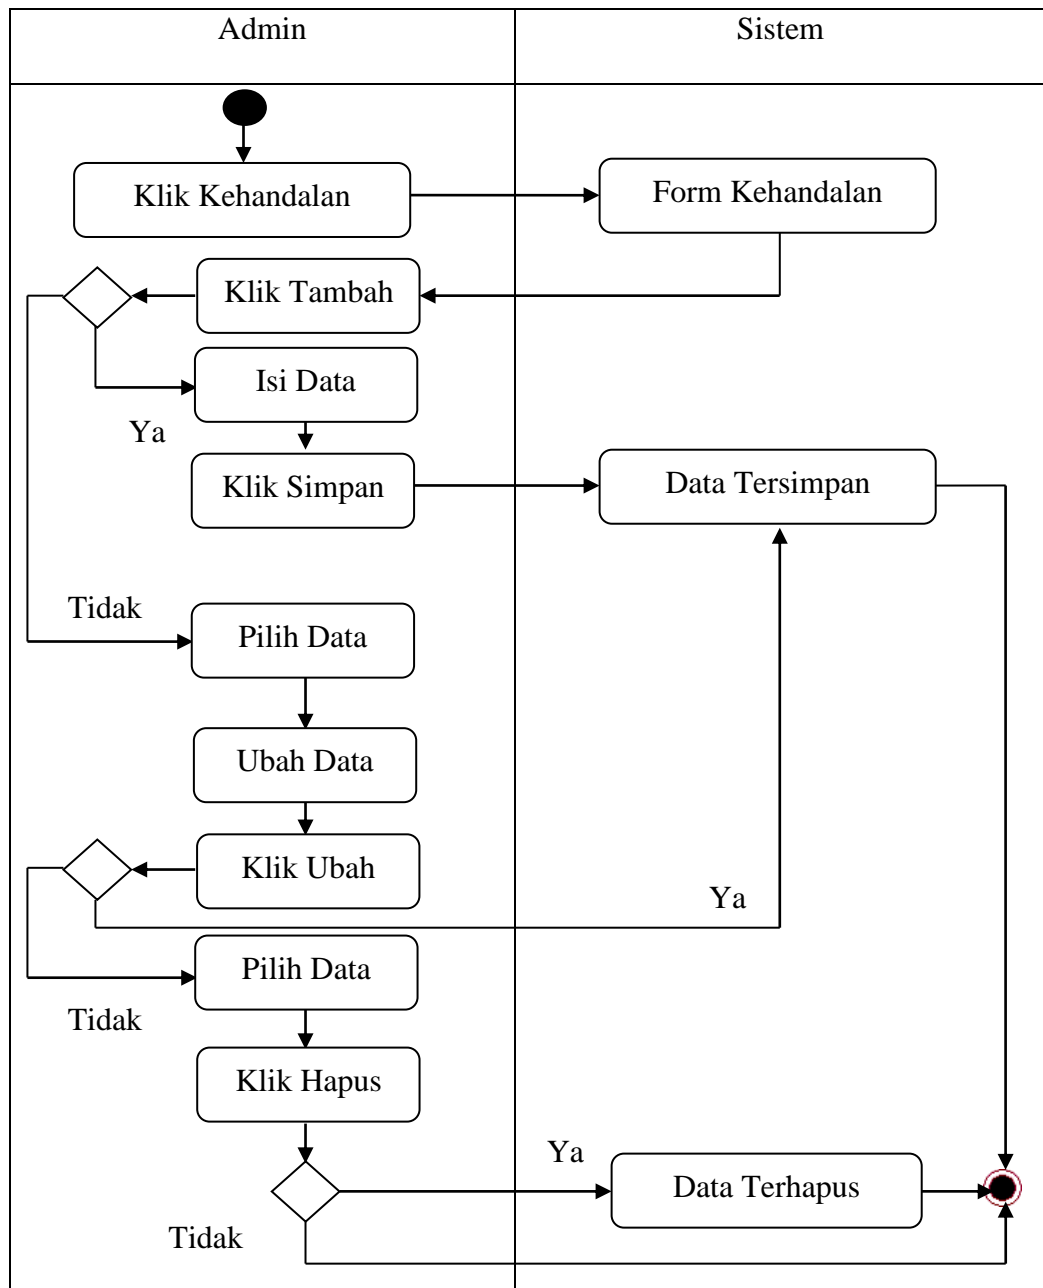 Admin
Sistem
Klik Kehandalan
Form Kehandalan
Klik Tambah
Isi Data
Ya
Klik Simpan
Data Tersimpan
Tidak
Pilih Data
Ubah Data
Klik Ubah
Ya
Pilih Data
Tidak
Klik Hapus
Ya
Data Terhapus
Tidak